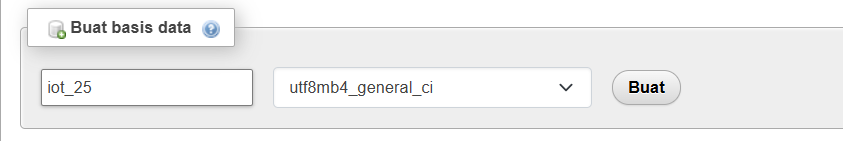 Buat basis data
iot_25 utf8mb4_general_ci Buat